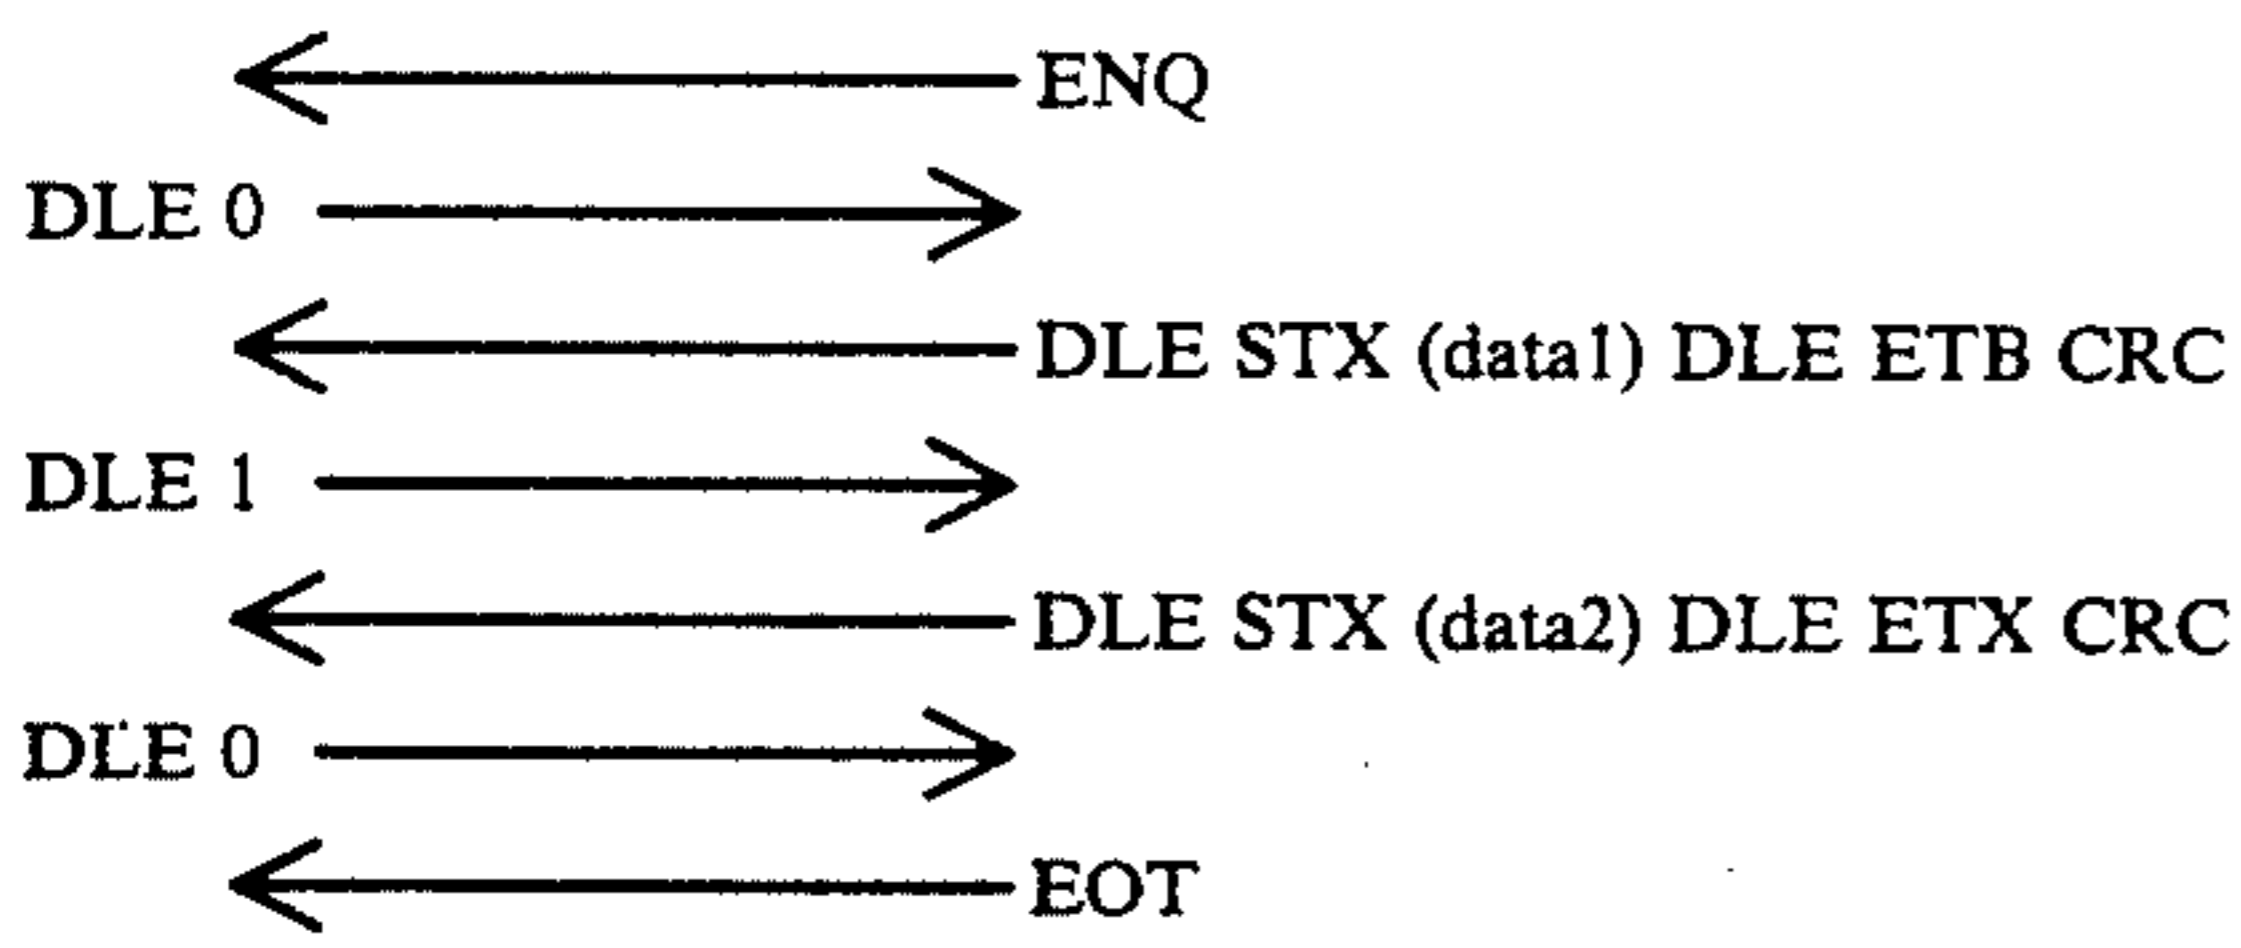 ENQ
DLE 0
DLE STX (data1) DLE ETB CRC
DLE 1
DLE STX (data2) DLE ETX CRC
DLE 0
EOT